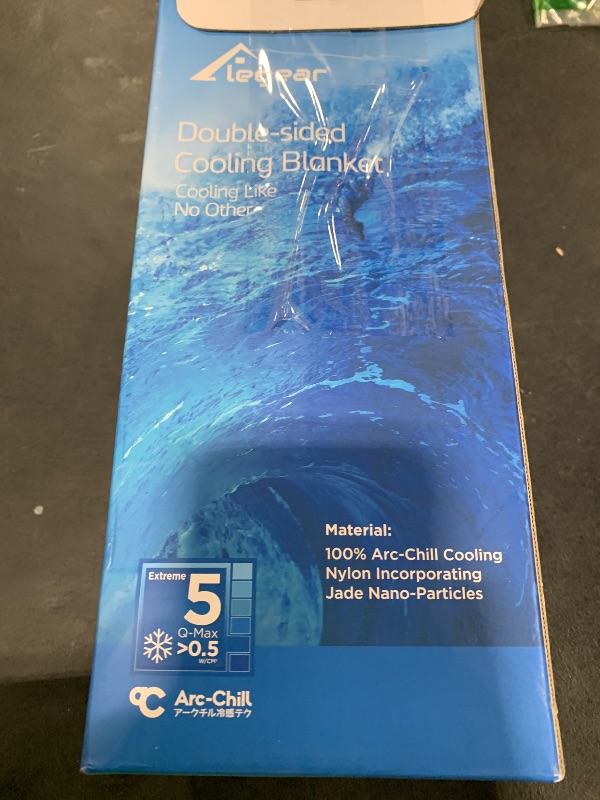 Elegear
Double-sided
Cooling Blanket
Cooling Like
No Other
Material:
100% Arc-Chill Cooling
Nylon Incorporating
Jade Nano-Particles
Extreme 5
Q-Max
>0.5
W/CM²
°C Arc-Chill
アークチル冷感テク